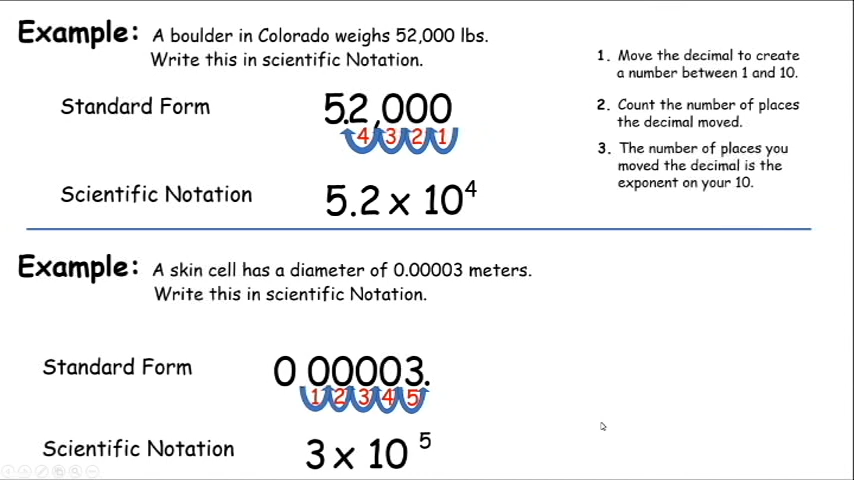 Example: A boulder in Colorado weighs 52,000 lbs.
Write this in scientific Notation.
1. Move the decimal to create
a number between 1 and 10.
Standard Form 5.2,000
4 3 2 1
2. Count the number of places
the decimal moved.
3. The number of places you
moved the decimal is the
exponent on your 10.
Scientific Notation 5.2 x 10⁴
Example: A skin cell has a diameter of 0.00003 meters.
Write this in scientific Notation.
Standard Form 0 00003.
1 2 3 4 5
Scientific Notation 3 x 10 ⁵